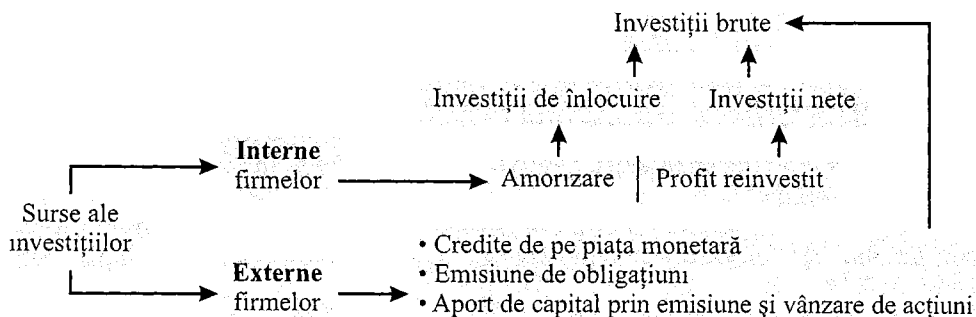 Investiții brute
Investiții de înlocuire
Investiții nete
Interne
firmelor
Amorizare
Profit reinvestit
Surse ale
investițiilor
Externe
firmelor
• Credite de pe piața monetară
• Emisiune de obligațiuni
• Aport de capital prin emisiune și vânzare de acțiuni